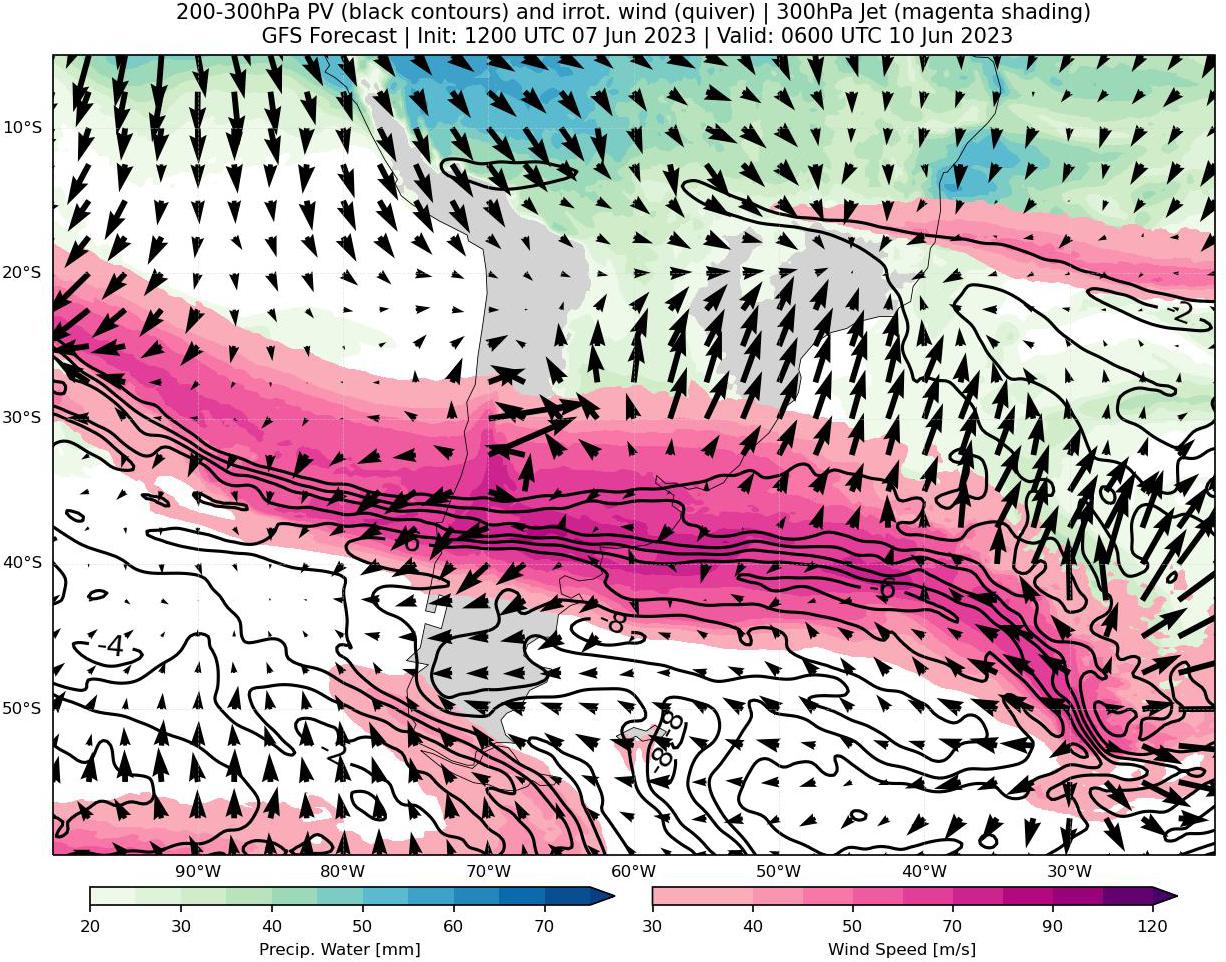 200-300hPa PV (black contours) and irrot. wind (quiver) | 300hPa Jet (magenta shading)
GFS Forecast | Init: 1200 UTC 07 Jun 2023 | Valid: 0600 UTC 10 Jun 2023
10°S
20°S
-2
30°S
-6
40°S
-6
-8
-4
50°S
90°W 80°W 70°W 60°W 50°W 40°W 30°W
20 30 40 50 60 70
30 40 50 70 90 120
Precip. Water [mm]
Wind Speed [m/s]